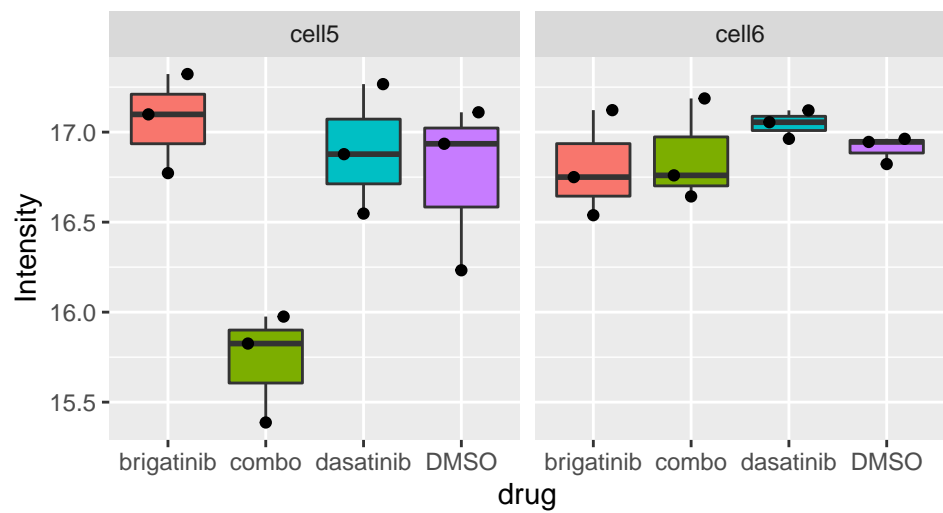 cell5 cell6
Intensity
17.0
16.5
16.0
15.5
brigatinib combo dasatinib DMSO brigatinib combo dasatinib DMSO
drug